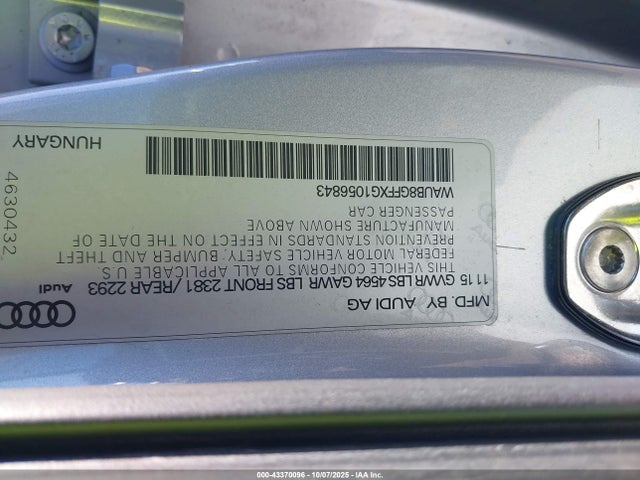 MFD. BY AUDI AG
11 15 GVWR LBS 4564 GAWR LBS FRONT 2381 / REAR 2293
THIS VEHICLE CONFORMS TO ALL APPLICABLE U.S.
FEDERAL MOTOR VEHICLE SAFETY, BUMPER AND THEFT
PREVENTION STANDARDS IN EFFECT ON THE DATE OF
MANUFACTURE SHOWN ABOVE
PASSENGER CAR
WAUB8GFFXG1056843
Audi
HUNGARY
4630432
000-43370096 - 10/07/2025 - IAA Inc.